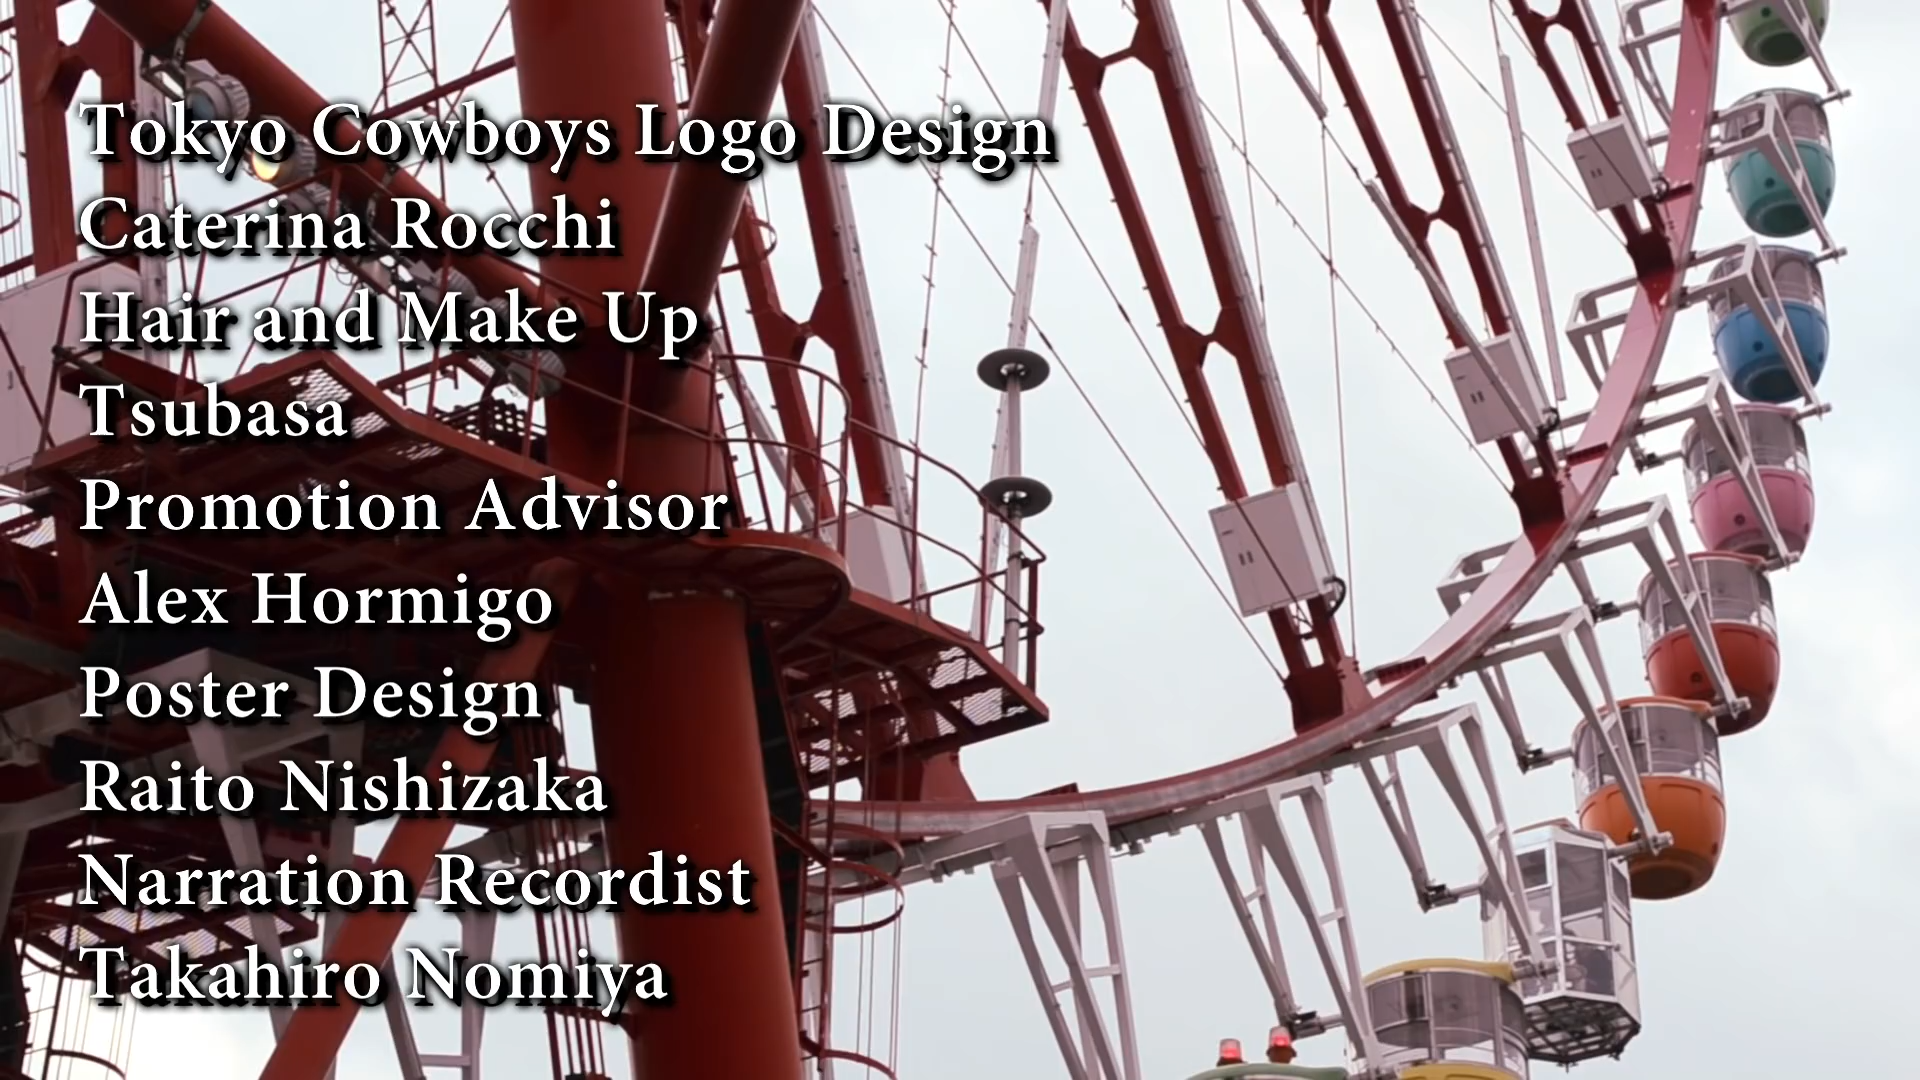 Tokyo Cowboys Logo Design
Caterina Rocchi
Hair and Make Up
Tsubasa
Promotion Advisor
Alex Hormigo
Poster Design
Raito Nishizaka
Narration Recordist
Takahiro Nomiya